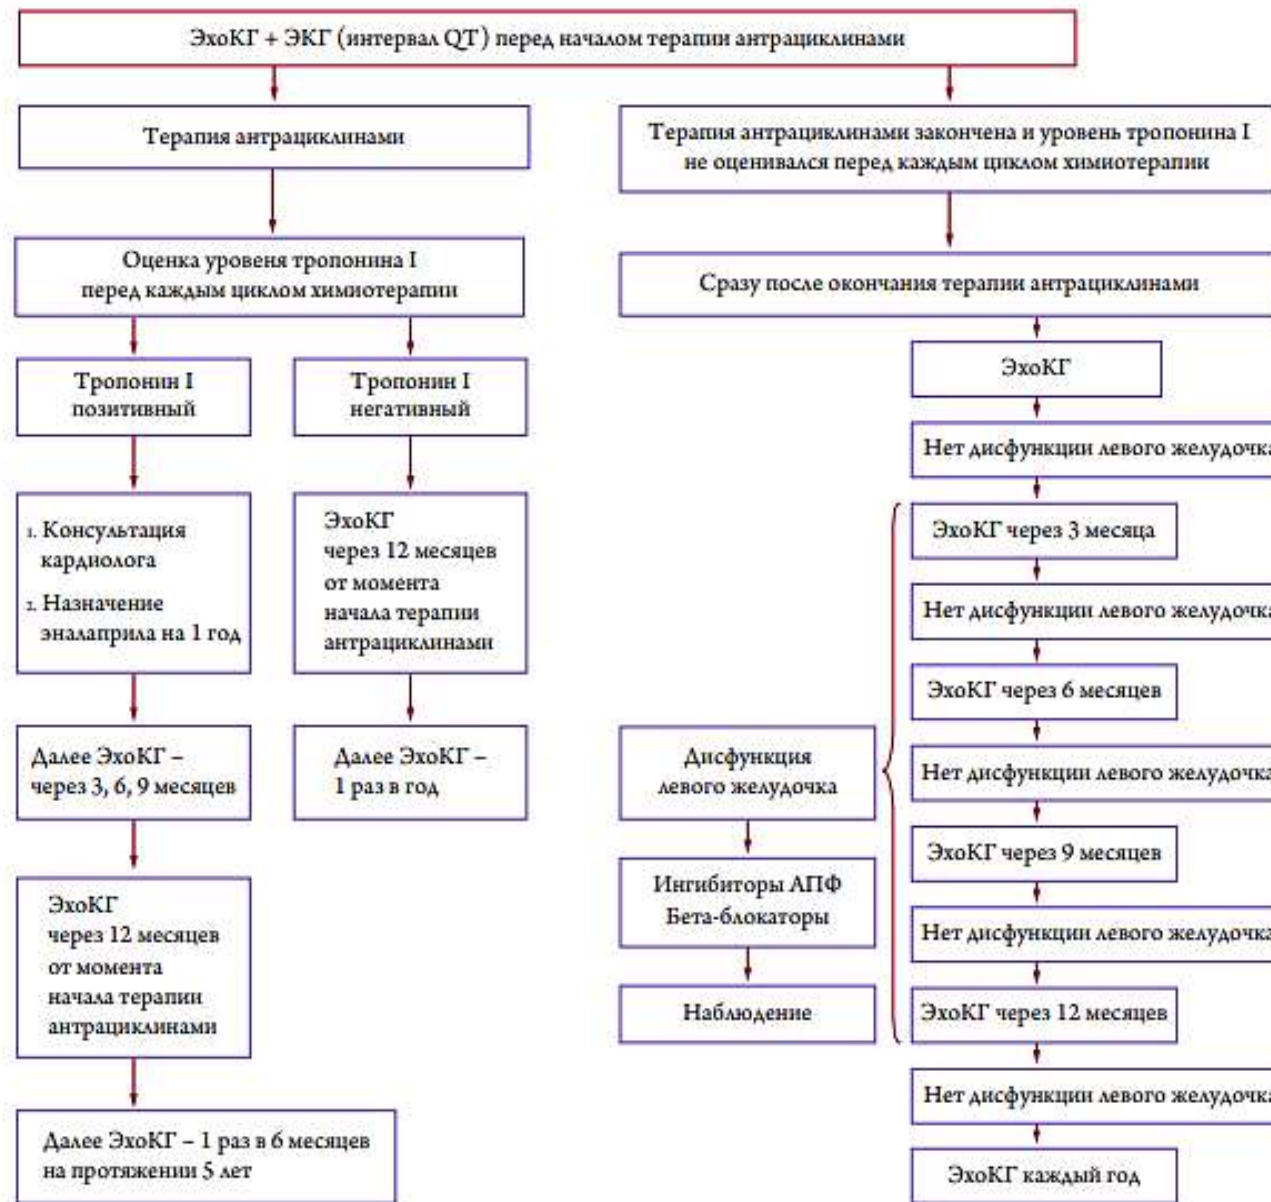 ЭхоКГ + ЭКГ (интервал QT) перед началом терапии антрациклинами
Терапия антрациклинами
Оценка уровеня тропонина I
перед каждым циклом химиотерапии
Тропонин I
позитивный
Тропонин I
негативный
1. Консультация
кардиолога
2. Назначение
эналаприла на 1 год
ЭхоКГ
через 12 месяцев
от момента
начала терапии
антрациклинами
Далее ЭхоКГ –
через 3, 6, 9 месяцев
Далее ЭхоКГ –
1 раз в год
ЭхоКГ
через 12 месяцев
от момента
начала терапии
антрациклинами
Далее ЭхоКГ – 1 раз в 6 месяцев
на протяжении 5 лет
Терапия антрациклинами закончена и уровень тропонина I
не оценивался перед каждым циклом химиотерапии
Сразу после окончания терапии антрациклинами
ЭхоКГ
Нет дисфункции левого желудочка
ЭхоКГ через 3 месяца
Нет дисфункции левого желудочка
ЭхоКГ через 6 месяцев
Нет дисфункции левого желудочка
ЭхоКГ через 9 месяцев
Нет дисфункции левого желудочка
ЭхоКГ через 12 месяцев
Нет дисфункции левого желудочка
ЭхоКГ каждый год
Дисфункция
левого желудочка
Ингибиторы АПФ
Бета-блокаторы
Наблюдение